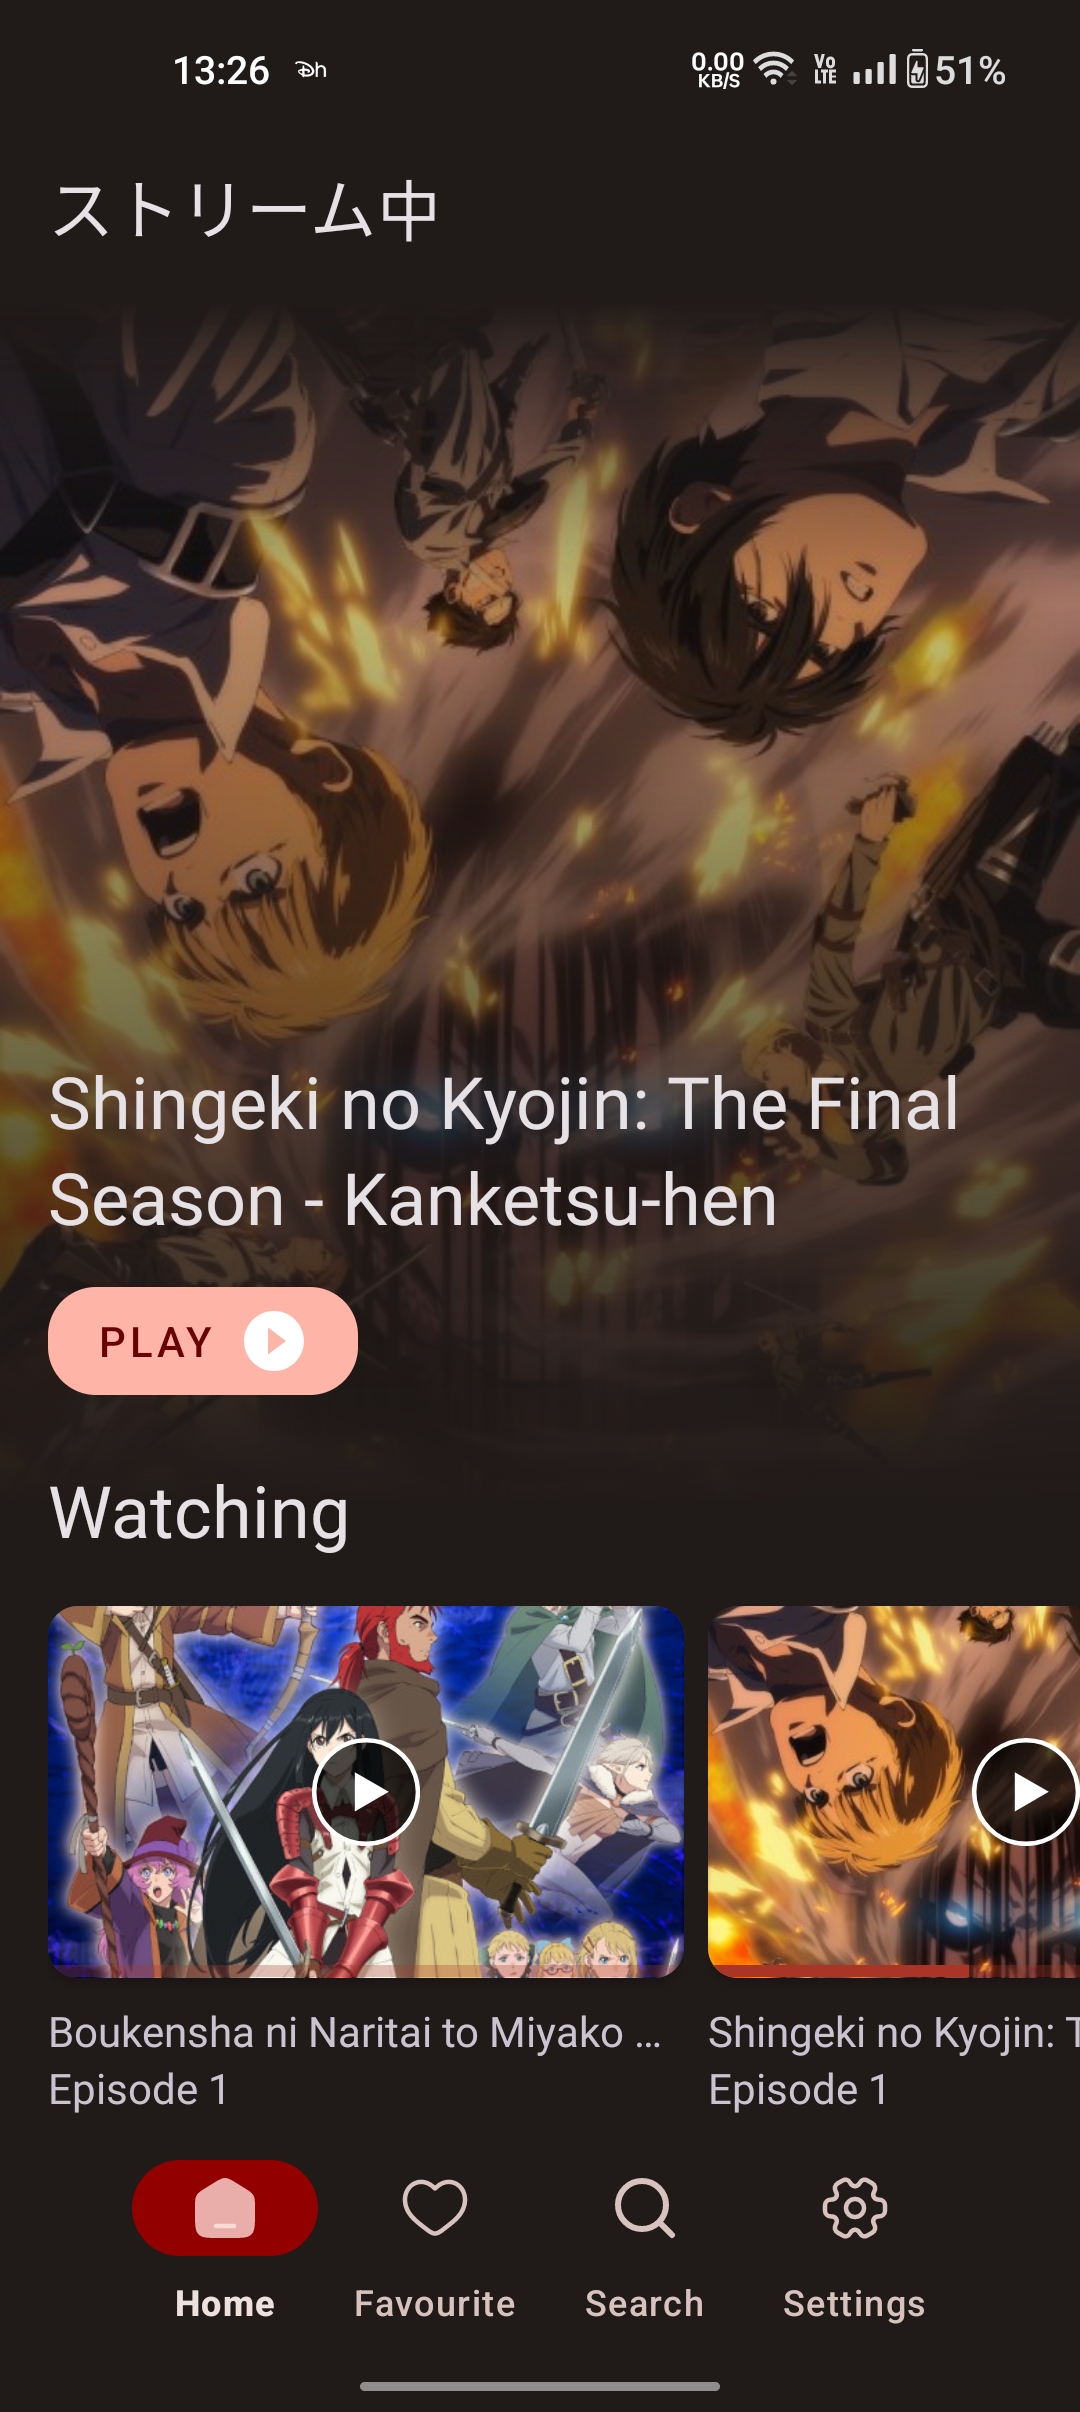 13:26
0.00
KB/S
Vo
LTE
51%
ストリーム中
Shingeki no Kyojin: The Final
Season - Kanketsu-hen
PLAY
Watching
Boukensha ni Naritai to Miyako ...
Episode 1
Shingeki no Kyojin: T
Episode 1
Home
Favourite
Search
Settings